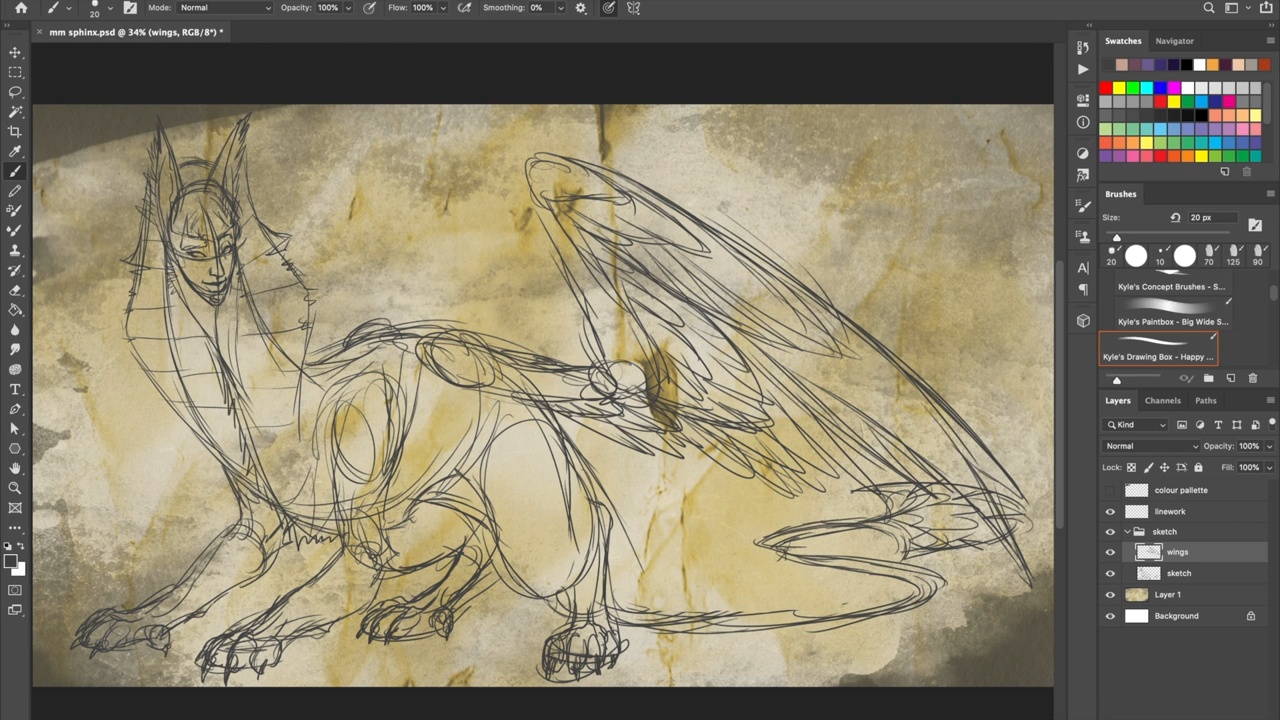 20
Mode: Normal Opacity: 100% Flow: 100% Smoothing: 0%
× mm sphinx.psd @ 34% (wings, RGB/8*) *
Swatches Navigator
Brushes
Size: 20 px
20 10 70 125 90
Kyle's Concept Brushes - S...
Kyle's Paintbox - Big Wide S...
Kyle's Drawing Box - Happy ...
Layers Channels Paths
Kind
Normal Opacity: 100%
Lock: Fill: 100%
colour palette
linework
sketch
wings
sketch
Layer 1
Background